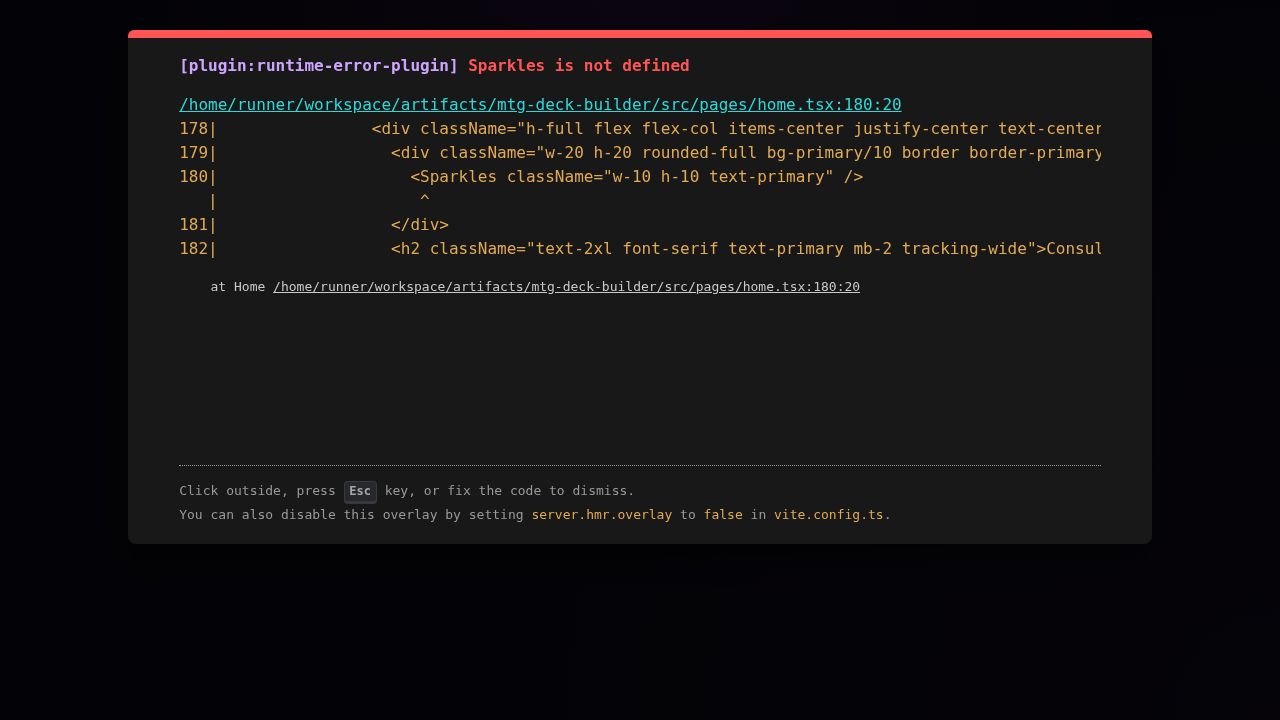 [plugin:runtime-error-plugin] Sparkles is not defined
/home/runner/workspace/artifacts/mtg-deck-builder/src/pages/home.tsx:180:20
178|                <div className="h-full flex flex-col items-center justify-center text-center
179|                  <div className="w-20 h-20 rounded-full bg-primary/10 border border-primary
180|                    <Sparkles className="w-10 h-10 text-primary" />
   |                     ^
181|                  </div>
182|                  <h2 className="text-2xl font-serif text-primary mb-2 tracking-wide">Consul
at Home /home/runner/workspace/artifacts/mtg-deck-builder/src/pages/home.tsx:180:20
Click outside, press Esc key, or fix the code to dismiss.
You can also disable this overlay by setting server.hmr.overlay to false in vite.config.ts.